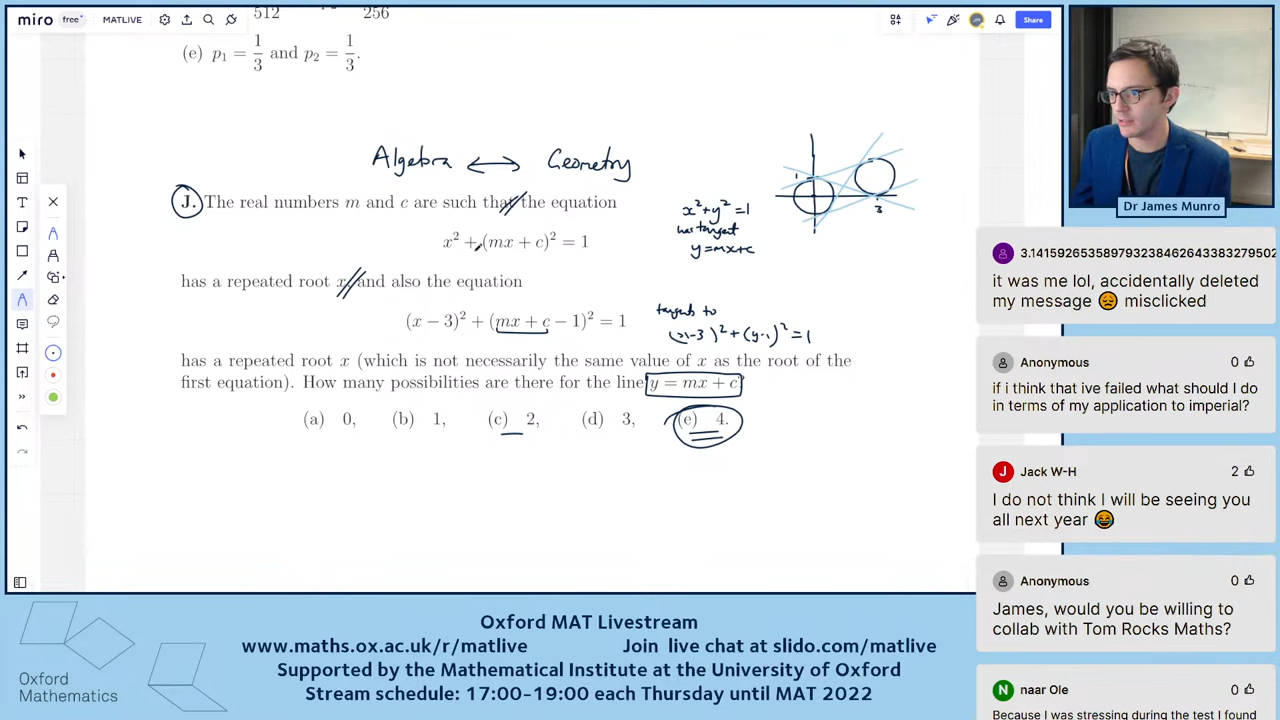 miro free MATLIVE Share
512 256
(e) p₁ = 1/3 and p₂ = 1/3.
Algebra ⟷ Geometry
J. The real numbers m and c are such that the equation
x² + (mx + c)² = 1
has a repeated root x, and also the equation
(x − 3)² + (mx + c − 1)² = 1
has a repeated root x (which is not necessarily the same value of x as the root of the
first equation). How many possibilities are there for the line y = mx + c?
(a) 0, (b) 1, (c) 2, (d) 3, (e) 4.
1
3
x²+y²=1
has tangent
y=mx+c
tangent to
(x-3)²+(y-1)²=1
Dr James Munro
3.141592653589793238462643383279502
it was me lol, accidentally deleted
my message 😞 misclicked
Anonymous 0
if i think that ive failed what should I do
in terms of my application to imperial?
J Jack W-H 2
I do not think I will be seeing you
all next year 😂
Anonymous 0
James, would you be willing to
collab with Tom Rocks Maths?
N naar Ole 0
Because I was stressing during the test I found
Oxford
Mathematics
Oxford MAT Livestream
www.maths.ox.ac.uk/r/matlive Join live chat at slido.com/matlive
Supported by the Mathematical Institute at the University of Oxford
Stream schedule: 17:00-19:00 each Thursday until MAT 2022